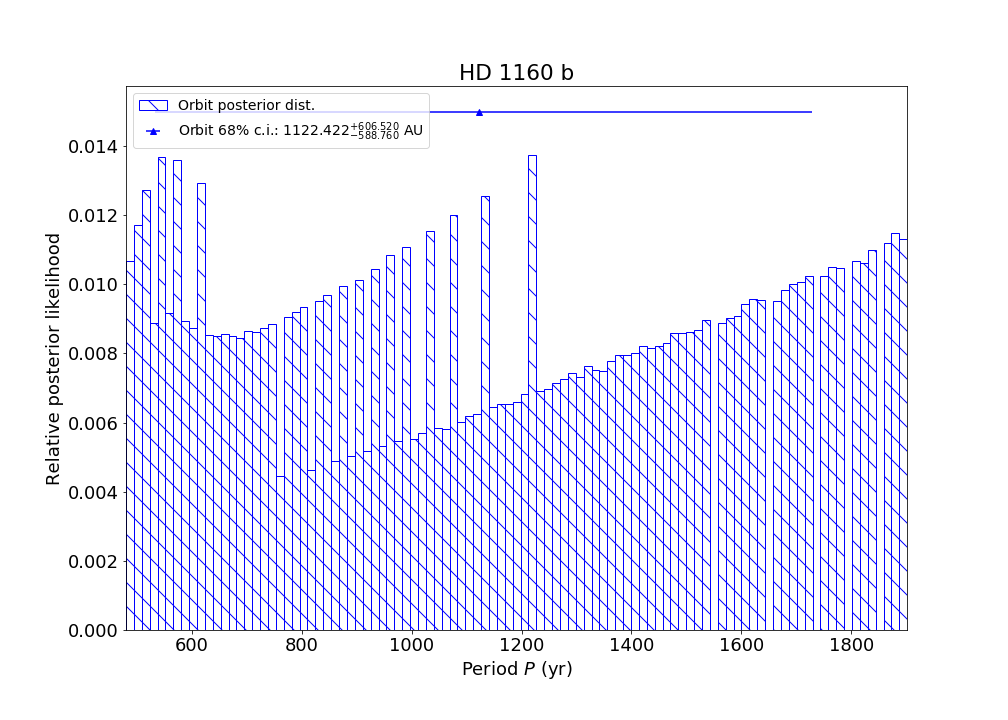 HD 1160 b
Orbit posterior dist.
Orbit 68% c.i.: 1122.422+606.520−588.760 AU
0.014
0.012
0.010
0.008
0.006
0.004
0.002
0.000
Relative posterior likelihood
600 800 1000 1200 1400 1600 1800
Period P (yr)